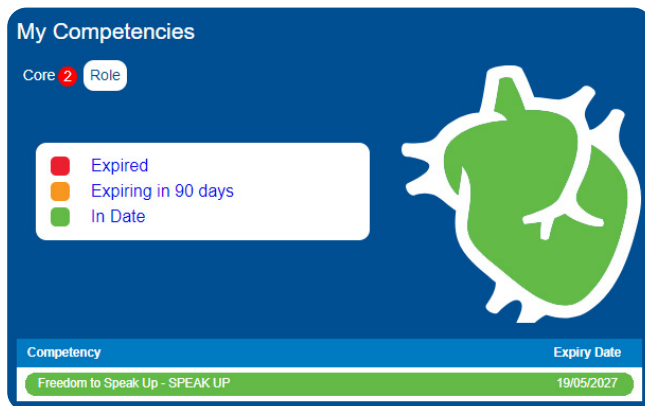 My Competencies
Core 2 Role
Expired
Expiring in 90 days
In Date
Competency Expiry Date
Freedom to Speak Up - SPEAK UP 19/05/2027